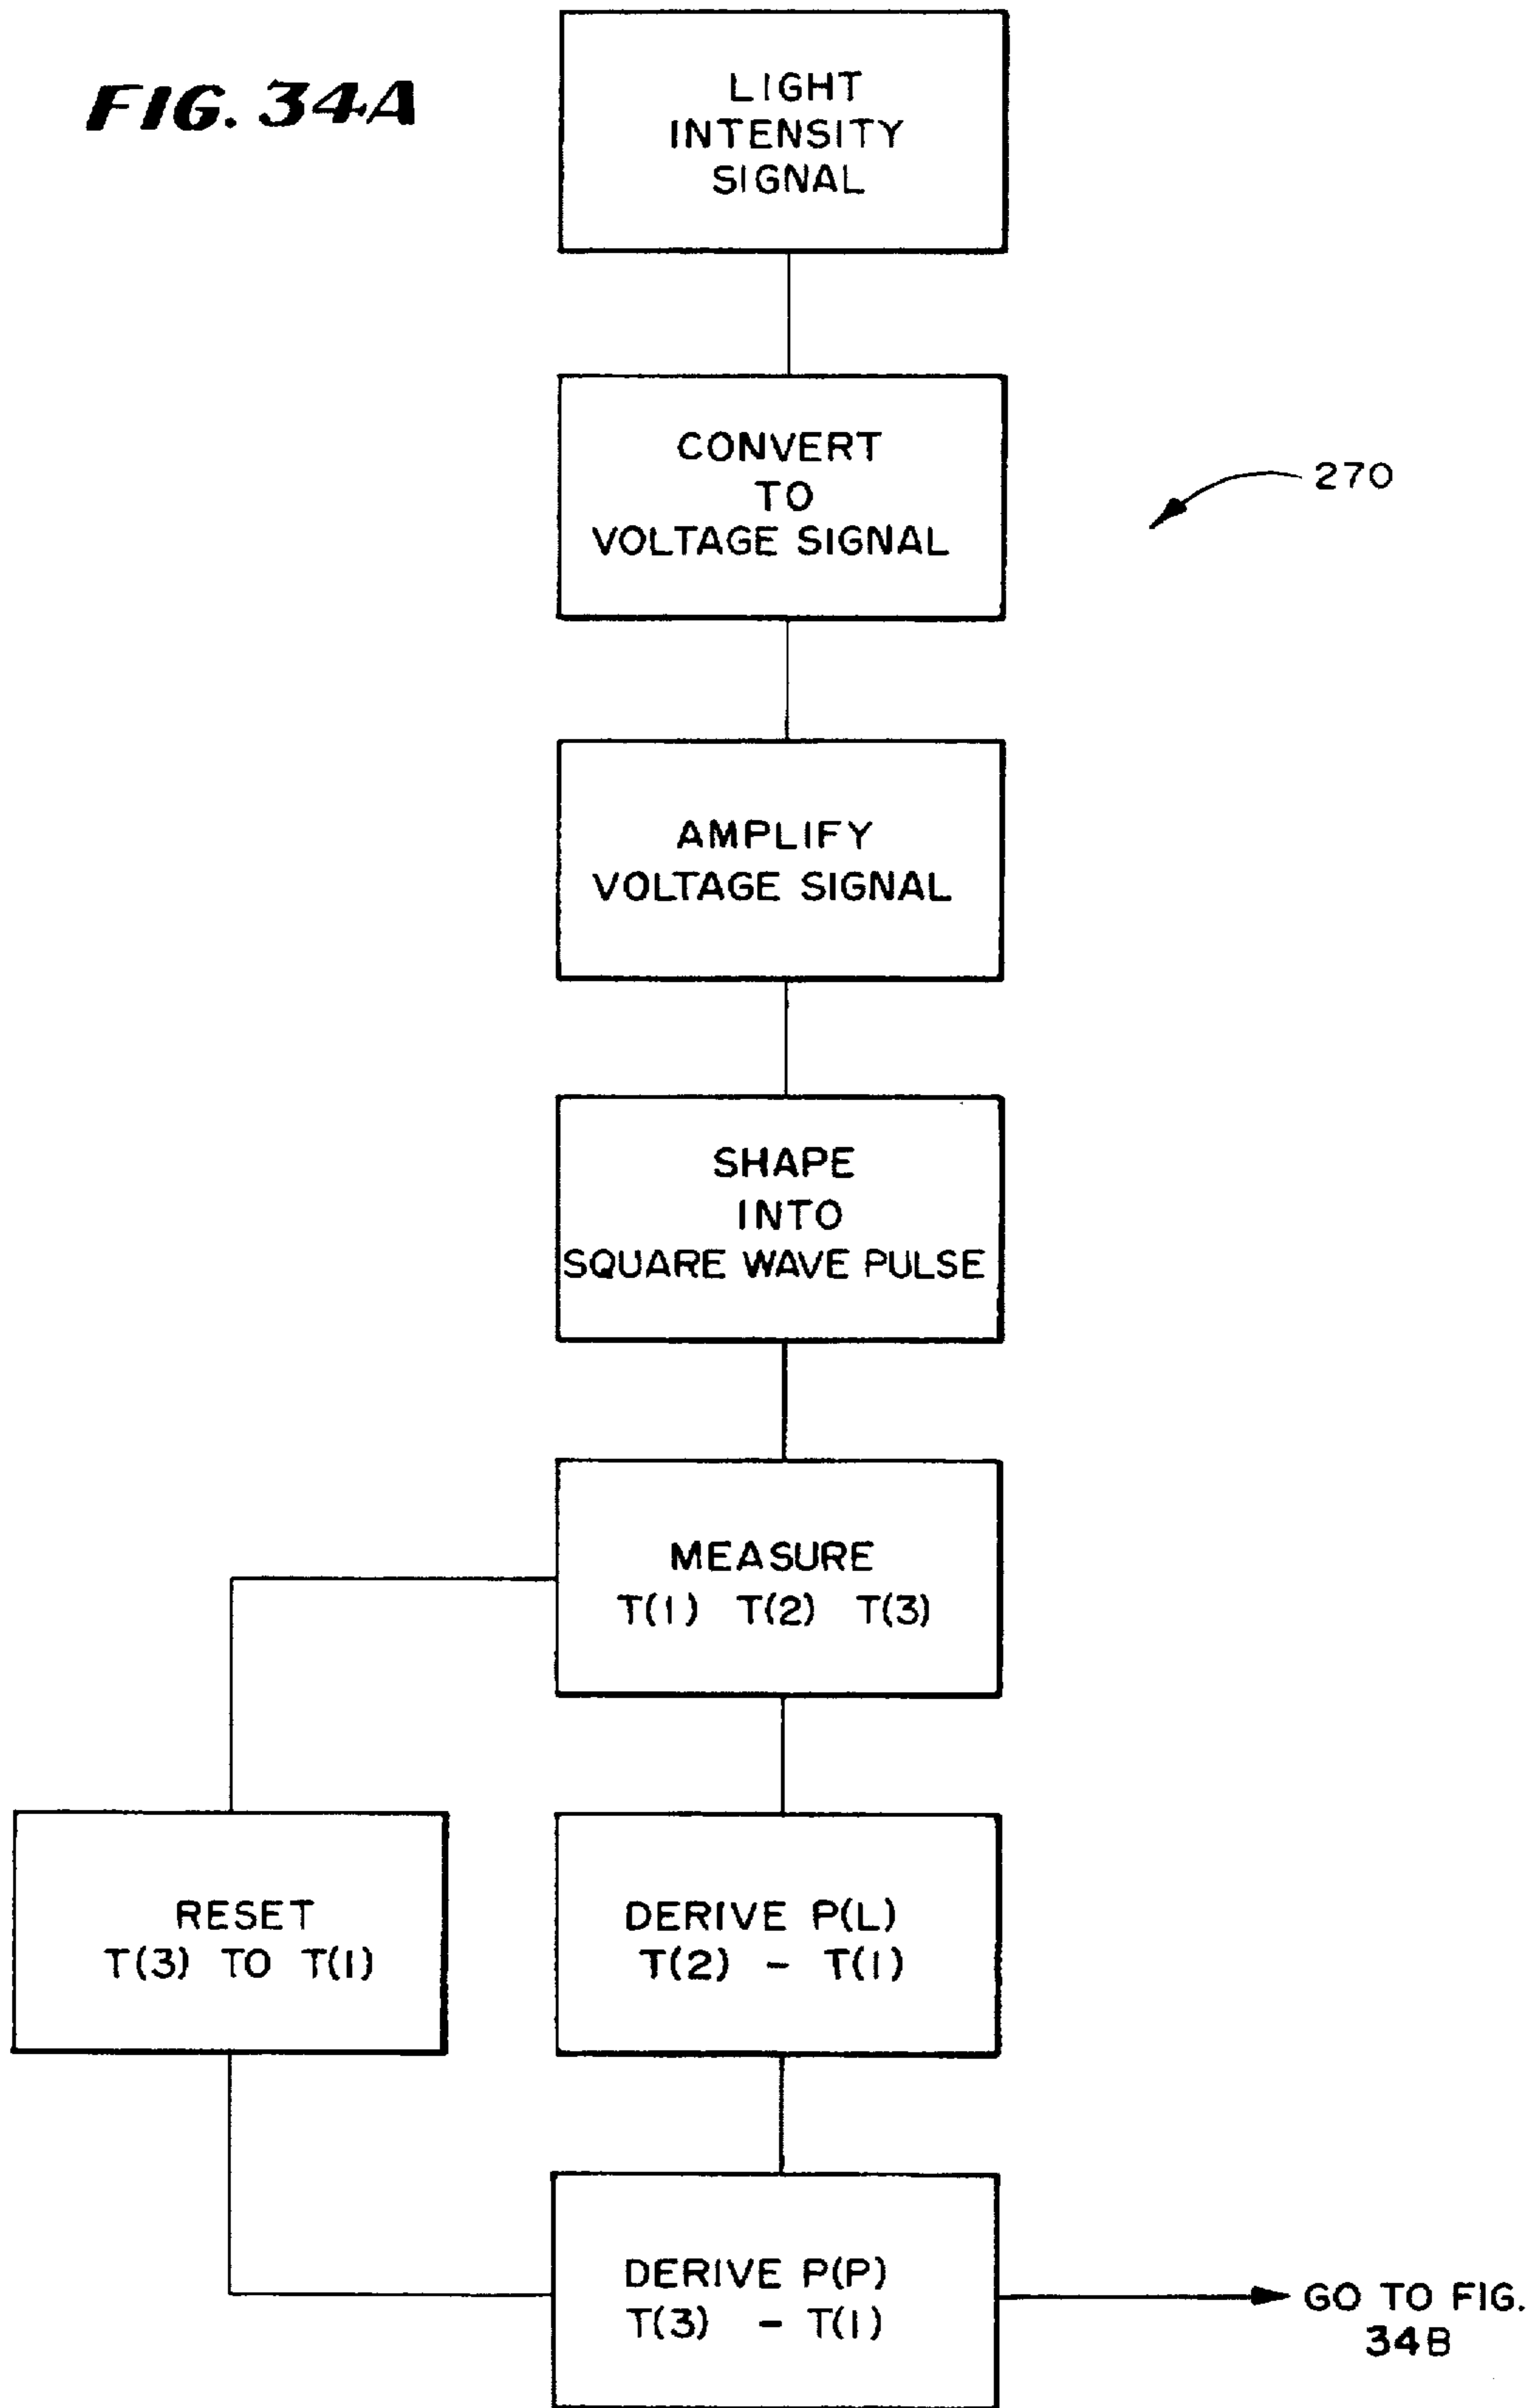 FIG. 34A
LIGHT
INTENSITY
SIGNAL
CONVERT
TO
VOLTAGE SIGNAL
270
AMPLIFY
VOLTAGE SIGNAL
SHAPE
INTO
SQUARE WAVE PULSE
MEASURE
T(1) T(2) T(3)
RESET
T(3) TO T(1)
DERIVE P(L)
T(2) - T(1)
DERIVE P(P)
T(3) - T(1)
GO TO FIG.
34B